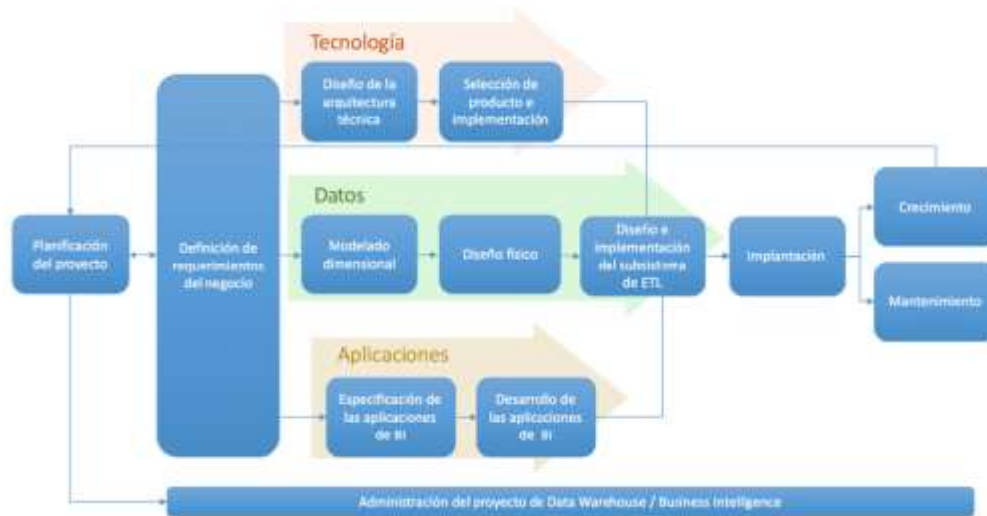 Tecnología
Diseño de la
arquitectura
técnica
Selección de
producto e
implementación
Datos
Planificación
del proyecto
Definición de
requerimientos
del negocio
Modelado
dimensional
Diseño físico
Diseño e
implementación
del subsistema
de ETL
Implantación
Crecimiento
Mantenimiento
Aplicaciones
Especificación de
las aplicaciones
de BI
Desarrollo de
las aplicaciones
de BI
Administración del proyecto de Data Warehouse / Business Intelligence